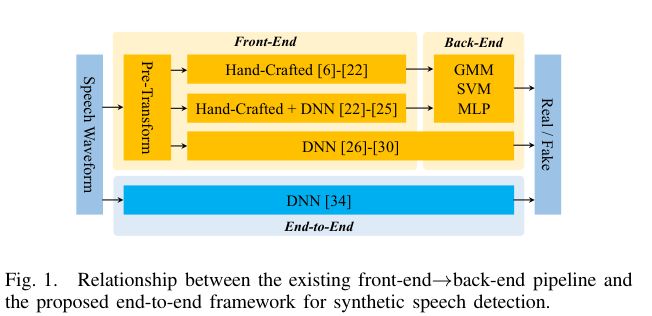 Front-End
Back-End
Speech Waveform
Pre-Transform
Hand-Crafted [6]-[22]
Hand-Crafted + DNN [22]-[25]
DNN [26]-[30]
GMM
SVM
MLP
Real / Fake
DNN [34]
End-to-End
Fig. 1. Relationship between the existing front-end→back-end pipeline and
the proposed end-to-end framework for synthetic speech detection.